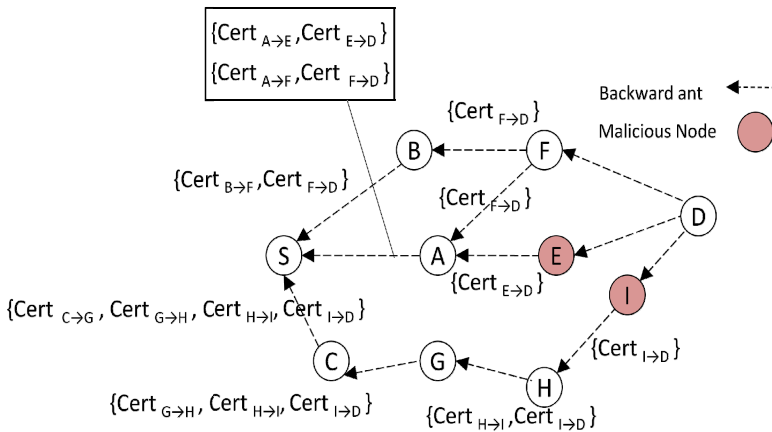 {Cert A→E,Cert E→D}
{Cert A→F,Cert F→D}
Backward ant
Malicious Node
{Cert F→D}
B
F
{Cert B→F,Cert F→D}
{Cert F→D}
D
S
A
E
{Cert E→D}
I
{Cert C→G, Cert G→H, Cert H→I, Cert I→D}
{Cert I→D}
C
G
H
{Cert G→H, Cert H→I, Cert I→D}
{Cert H→I,Cert I→D}